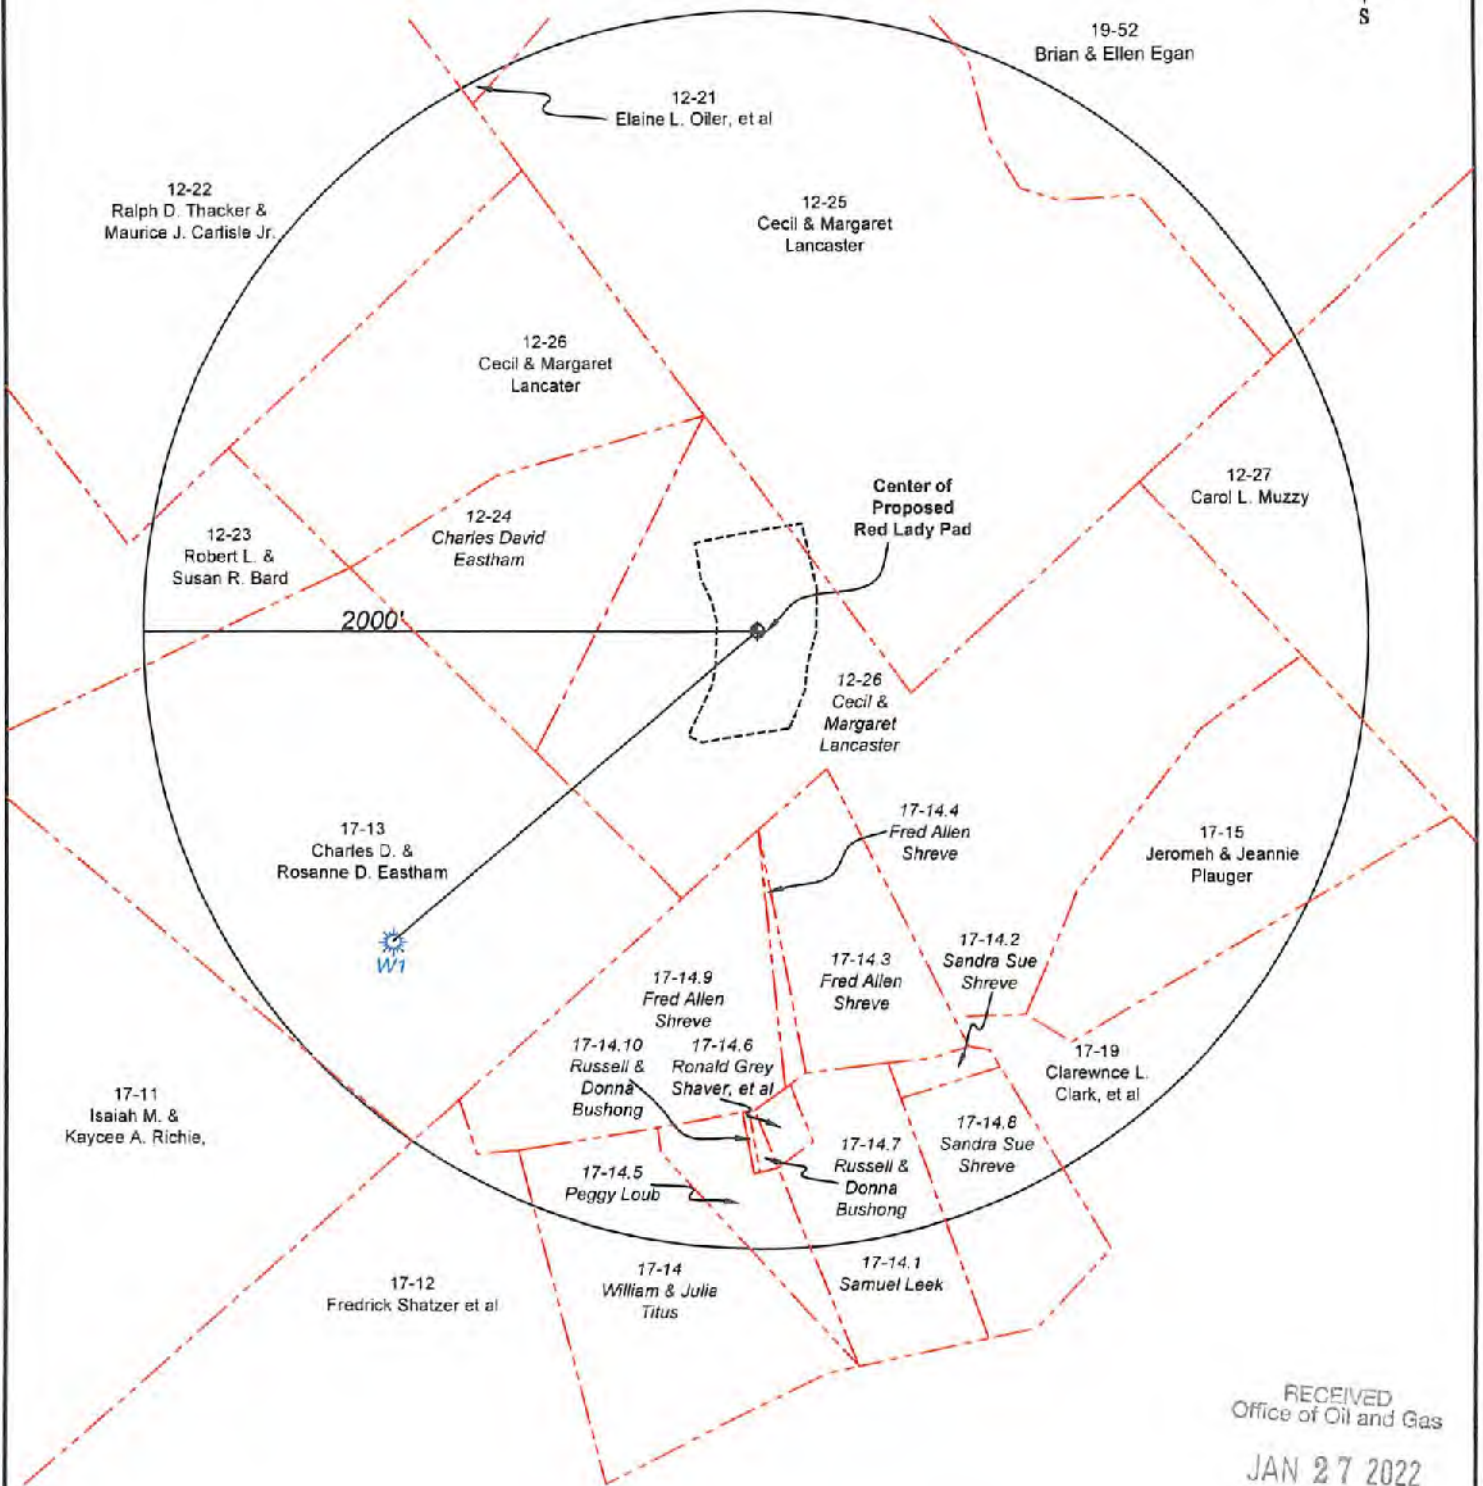 S
19-52
Brian & Ellen Egan
12-21
Elaine L. Oiler, et al
12-22
Ralph D. Thacker &
Maurice J. Carlisle Jr.
12-25
Cecil & Margaret
Lancaster
12-26
Cecil & Margaret
Lancater
12-27
Carol L. Muzzy
Center of
Proposed
Red Lady Pad
12-24
Charles David
Eastham
12-23
Robert L. &
Susan R. Bard
2000'
12-26
Cecil &
Margaret
Lancaster
17-13
Charles D. &
Rosanne D. Eastham
W1
17-14.4
Fred Allen
Shreve
17-15
Jeromeh & Jeannie
Plauger
17-14.2
Sandra Sue
Shreve
17-14.3
Fred Allen
Shreve
17-14.9
Fred Allen
Shreve
17-14.10
Russell &
Donna
Bushong
17-14.6
Ronald Grey
Shaver, et al
17-19
Clarewnce L.
Clark, et al
17-11
Isaiah M. &
Kaycee A. Richie,
17-14.8
Sandra Sue
Shreve
17-14.7
Russell &
Donna
Bushong
17-14.5
Peggy Loub
17-14.1
Samuel Leek
17-14
William & Julia
Titus
17-12
Fredrick Shatzer et al
RECEIVED
Office of Oil and Gas
JAN 27 2022